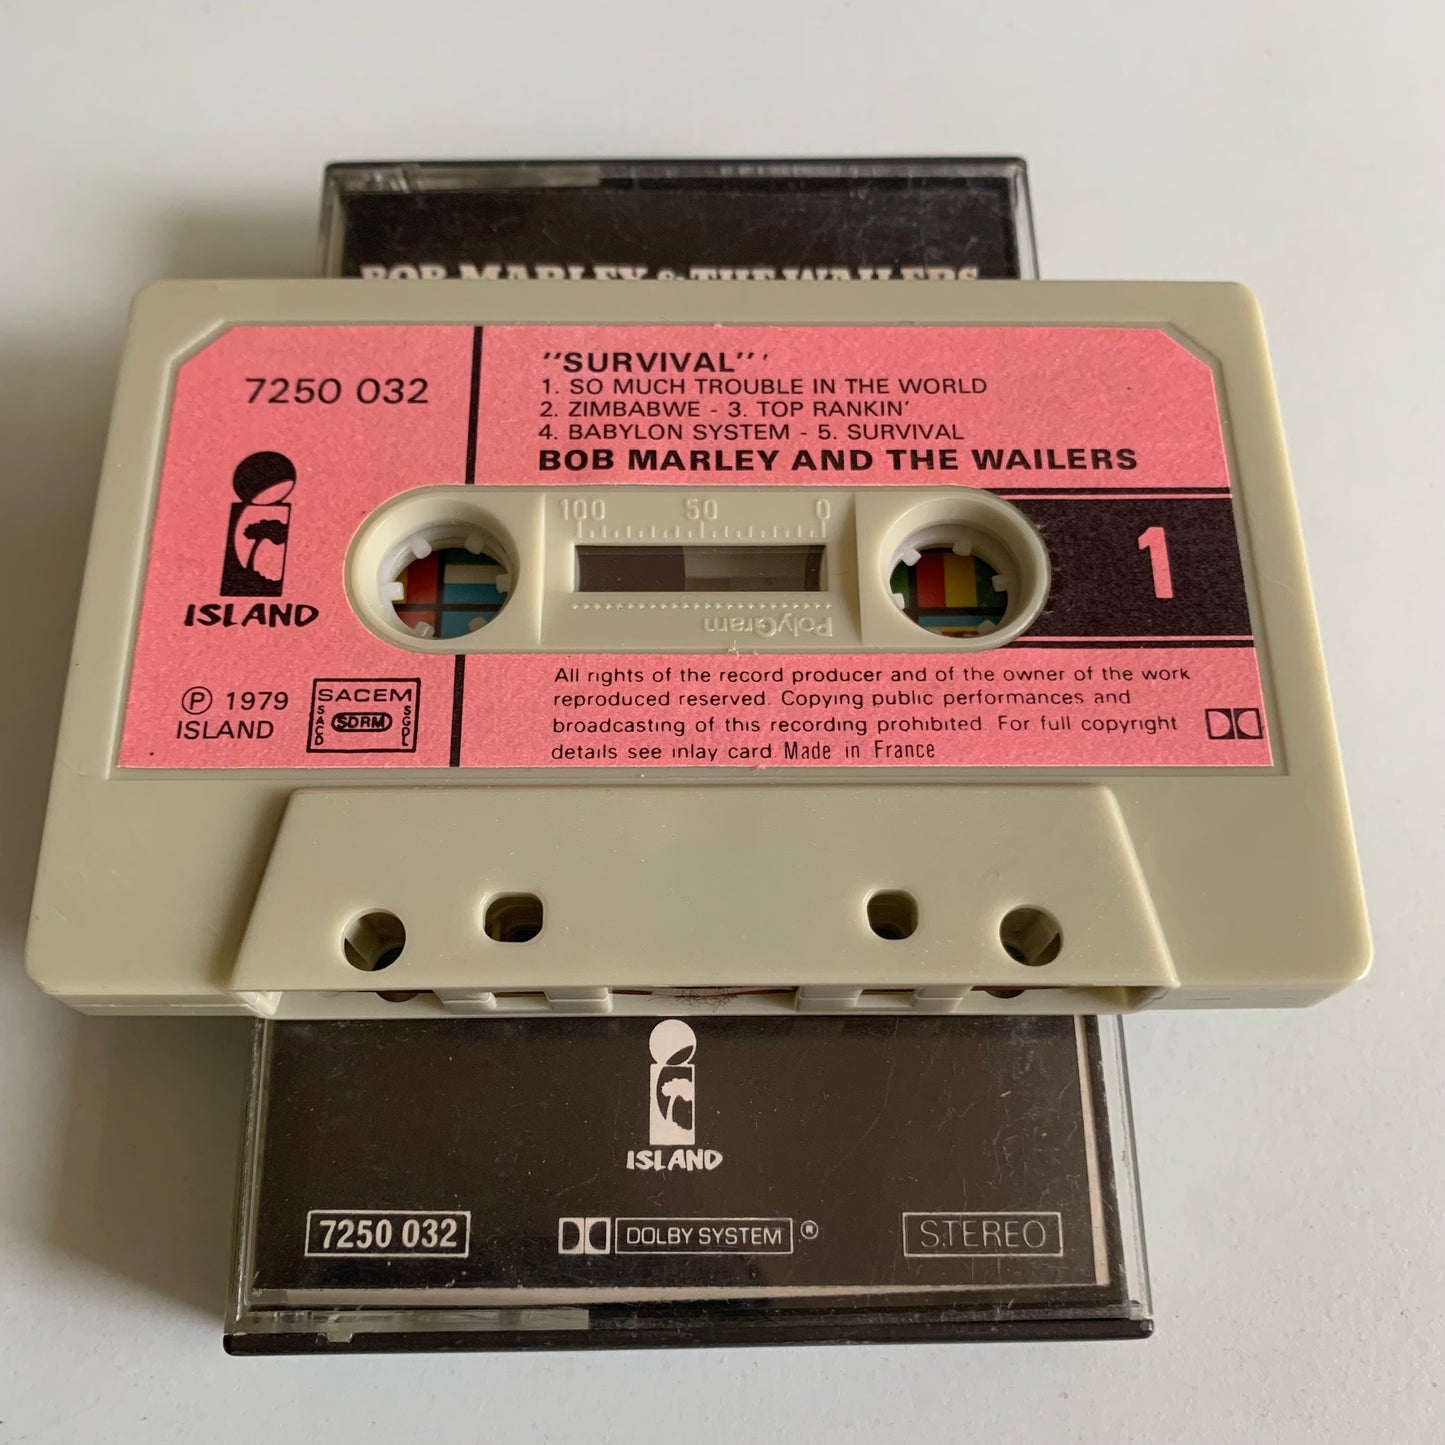 BOB MARLEY & THE WAILERS
7250 032
"SURVIVAL"'
1. SO MUCH TROUBLE IN THE WORLD
2. ZIMBABWE - 3. TOP RANKIN'
4. BABYLON SYSTEM - 5. SURVIVAL
BOB MARLEY AND THE WAILERS
100 50 0
1
ISLAND
PolyGram
℗ 1979
ISLAND
SACEM
SACD
SDRM
SGDL
All rights of the record producer and of the owner of the work
reproduced reserved. Copying public performances and
broadcasting of this recording prohibited. For full copyright
details see inlay card. Made in France
ISLAND
7250 032
DOLBY SYSTEM ®
STEREO